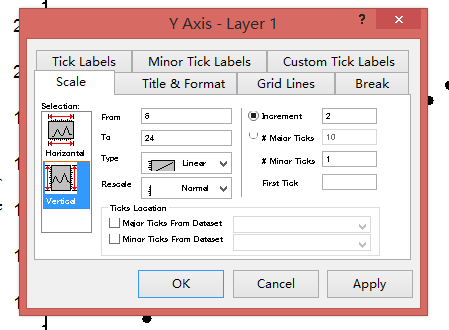 Y Axis - Layer 1
? ×
Tick Labels Minor Tick Labels Custom Tick Labels
Scale Title & Format Grid Lines Break
Selection:
Horizontal
Vertical
From 6
To 24
Type Linear
Rescale Normal
Increment 2
# Major Ticks 10
# Minor Ticks 1
First Tick
Ticks Location
Major Ticks From Dataset
Minor Ticks From Dataset
OK Cancel Apply